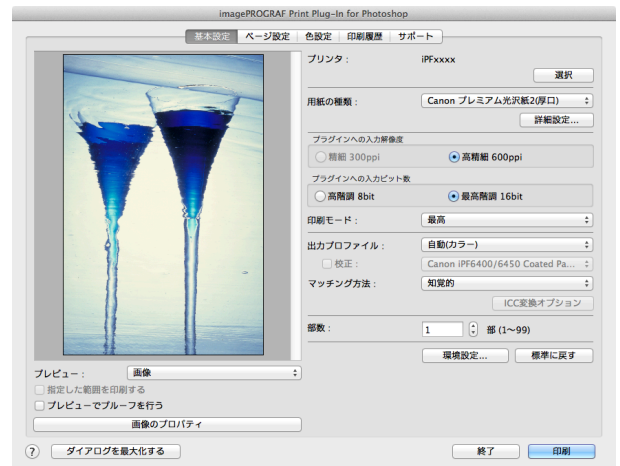 imagePROGRAF Print Plug-In for Photoshop
基本設定 ページ設定 色設定 印刷履歴 サポート
プリンタ： iPFxxxx
選択
用紙の種類： Canon プレミアム光沢紙2(厚口)
詳細設定...
プラグインへの入力解像度
精細 300ppi 高精細 600ppi
プラグインへの入力ビット数
高階調 8bit 最高階調 16bit
印刷モード： 最高
出力プロファイル： 自動(カラー)
校正： Canon iPF6400/6450 Coated Pa...
マッチング方法： 知覚的
ICC変換オプション
部数： 1 部 (1〜99)
環境設定... 標準に戻す
プレビュー： 画像
指定した範囲を印刷する
プレビューでプルーフを行う
画像のプロパティ
? ダイアログを最大化する 終了 印刷